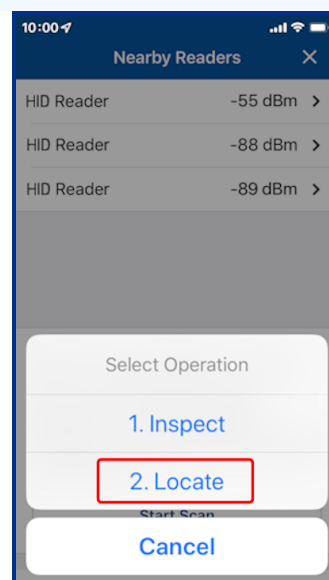 10:00
Nearby Readers
HID Reader -55 dBm
HID Reader -88 dBm
HID Reader -89 dBm
Select Operation
1. Inspect
2. Locate
Start Scan
Cancel